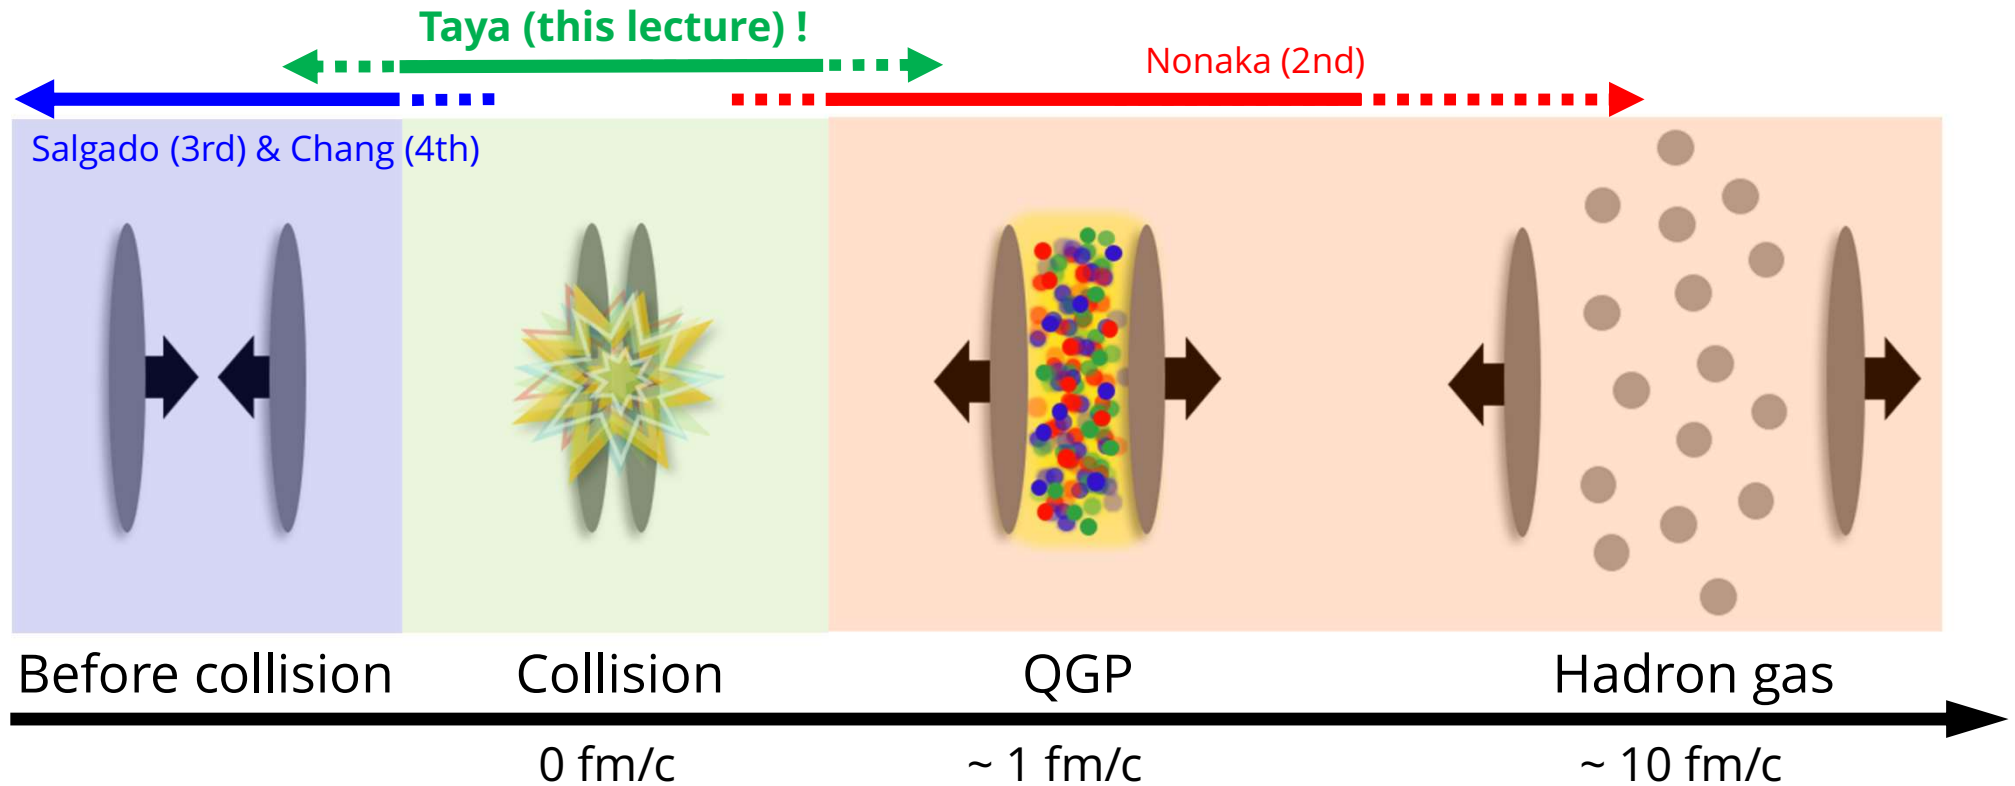 Taya (this lecture) !
Nonaka (2nd)
Salgado (3rd) & Chang (4th)
Before collision
Collision
QGP
Hadron gas
0 fm/c
~ 1 fm/c
~ 10 fm/c